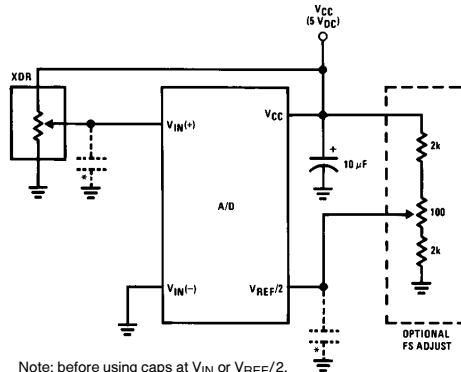 VCC
(5 VDC)
XDR
VIN(+)
VCC
2k
+
10 µF
*
100
A/D
2k
VIN(−)
VREF/2
*
OPTIONAL
FS ADJUST
Note: before using caps at VIN or VREF/2,